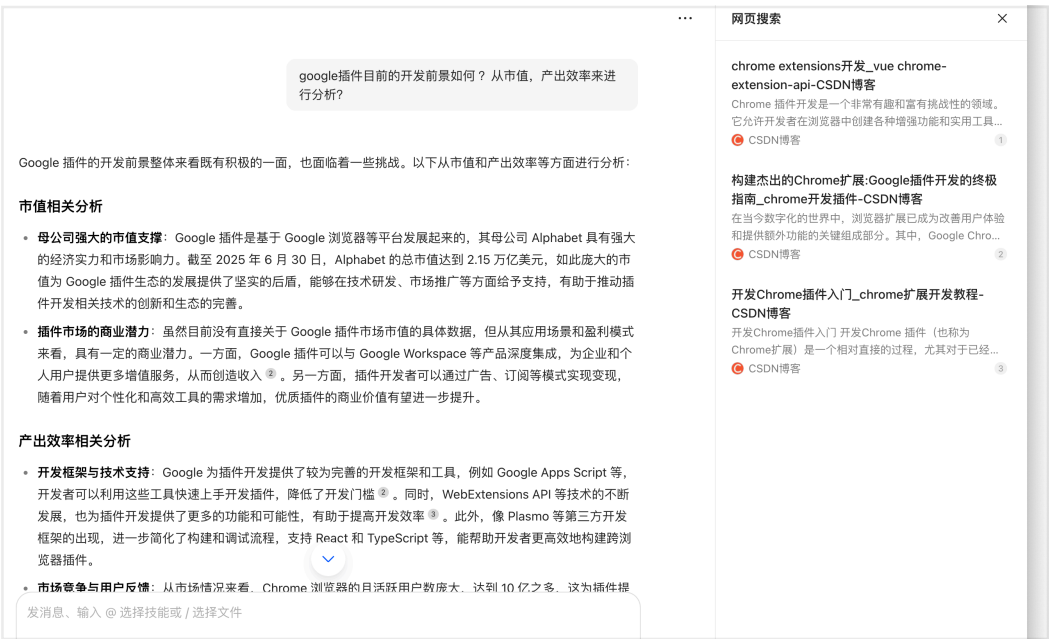 google插件目前的开发前景如何？从市值，产出效率来进
行分析？
Google 插件的开发前景整体来看既有积极的一面，也面临着一些挑战。以下从市值和产出效率等方面进行分析：
市值相关分析
• 母公司强大的市值支撑：Google 插件是基于 Google 浏览器等平台发展起来的，其母公司 Alphabet 具有强大
的经济实力和市场影响力。截至 2025 年 6 月 30 日，Alphabet 的总市值达到 2.15 万亿美元，如此庞大的市
值为 Google 插件生态的发展提供了坚实的后盾，能够在技术研发、市场推广等方面给予支持，有助于推动插
件开发相关技术的创新和生态的完善。
• 插件市场的商业潜力：虽然目前没有直接关于 Google 插件市场市值的具体数据，但从其应用场景和盈利模式
来看，具有一定的商业潜力。一方面，Google 插件可以与 Google Workspace 等产品深度集成，为企业和个
人用户提供更多增值服务，从而创造收入 2 。另一方面，插件开发者可以通过广告、订阅等模式实现变现，
随着用户对个性化和高效工具的需求增加，优质插件的商业价值有望进一步提升。
产出效率相关分析
• 开发框架与技术支持：Google 为插件开发提供了较为完善的开发框架和工具，例如 Google Apps Script 等，
开发者可以利用这些工具快速上手开发插件，降低了开发门槛 2 。同时，WebExtensions API 等技术的不断
发展，也为插件开发提供了更多的功能和可能性，有助于提高开发效率 3 。此外，像 Plasmo 等第三方开发
框架的出现，进一步简化了构建和调试流程，支持 React 和 TypeScript 等，能帮助开发者更高效地构建跨浏
览器插件。
• 市场竞争与用户反馈：从市场情况来看，Chrome 浏览器的日活跃用户数庞大，达到 10 亿之多，这为插件提
发消息、输入 @ 选择技能或 / 选择文件
网页搜索
chrome extensions开发_vue chrome-
extension-api-CSDN博客
Chrome 插件开发是一个非常有趣和富有挑战性的领域。
它允许开发者在浏览器中创建各种增强功能和实用工具...
CSDN博客 1
构建杰出的Chrome扩展:Google插件开发的终极
指南_chrome开发插件-CSDN博客
在当今数字化的世界中，浏览器扩展已成为改善用户体验
和提供额外功能的关键组成部分。其中，Google Chro...
CSDN博客 2
开发Chrome插件入门_chrome扩展开发教程-
CSDN博客
开发Chrome插件入门 开发Chrome 插件（也称为
Chrome扩展）是一个相对直接的过程，尤其对于已经...
CSDN博客 3